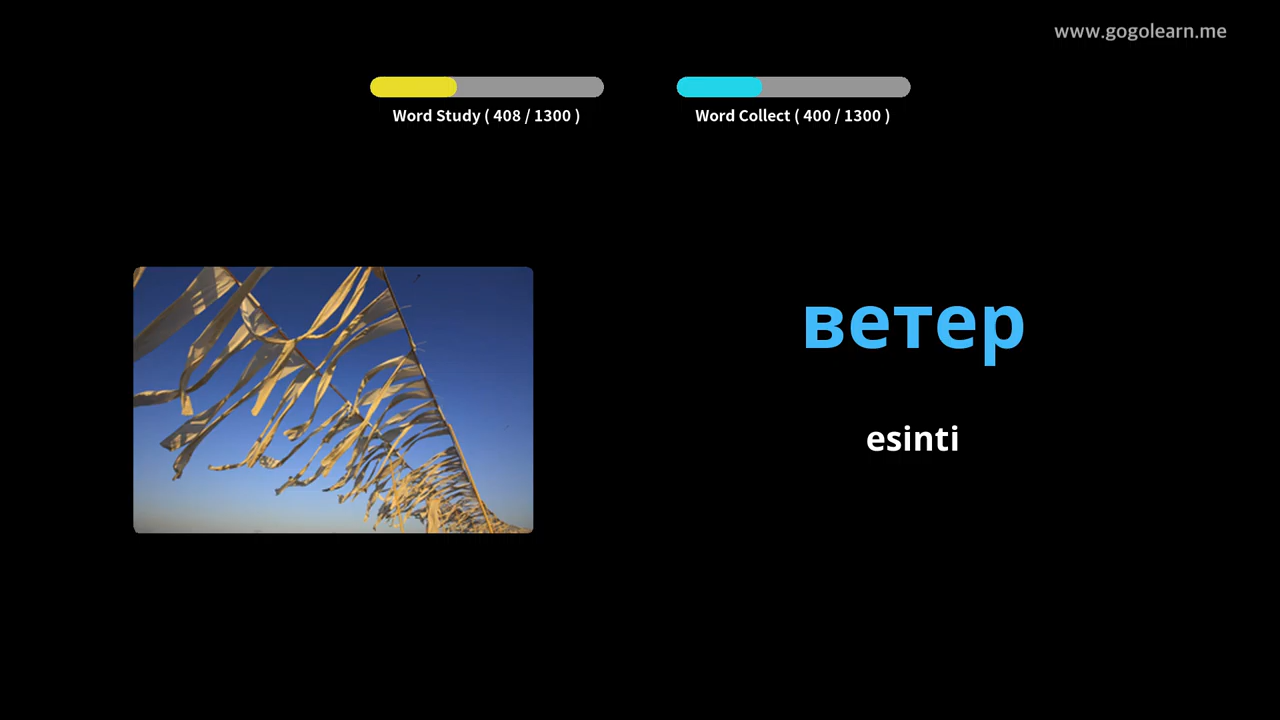 www.gogolearn.me
Word Study ( 408 / 1300 )
Word Collect ( 400 / 1300 )
ветер
esinti